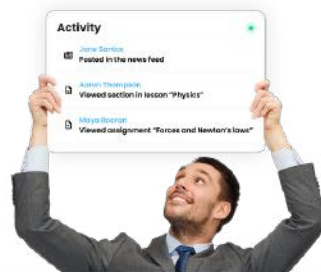 Activity
Jane Santos
Posted in the news feed
Aaron Thompson
Viewed section in lesson "Physics"
Maya Rooran
Viewed assignment "Forces and Newton's laws"